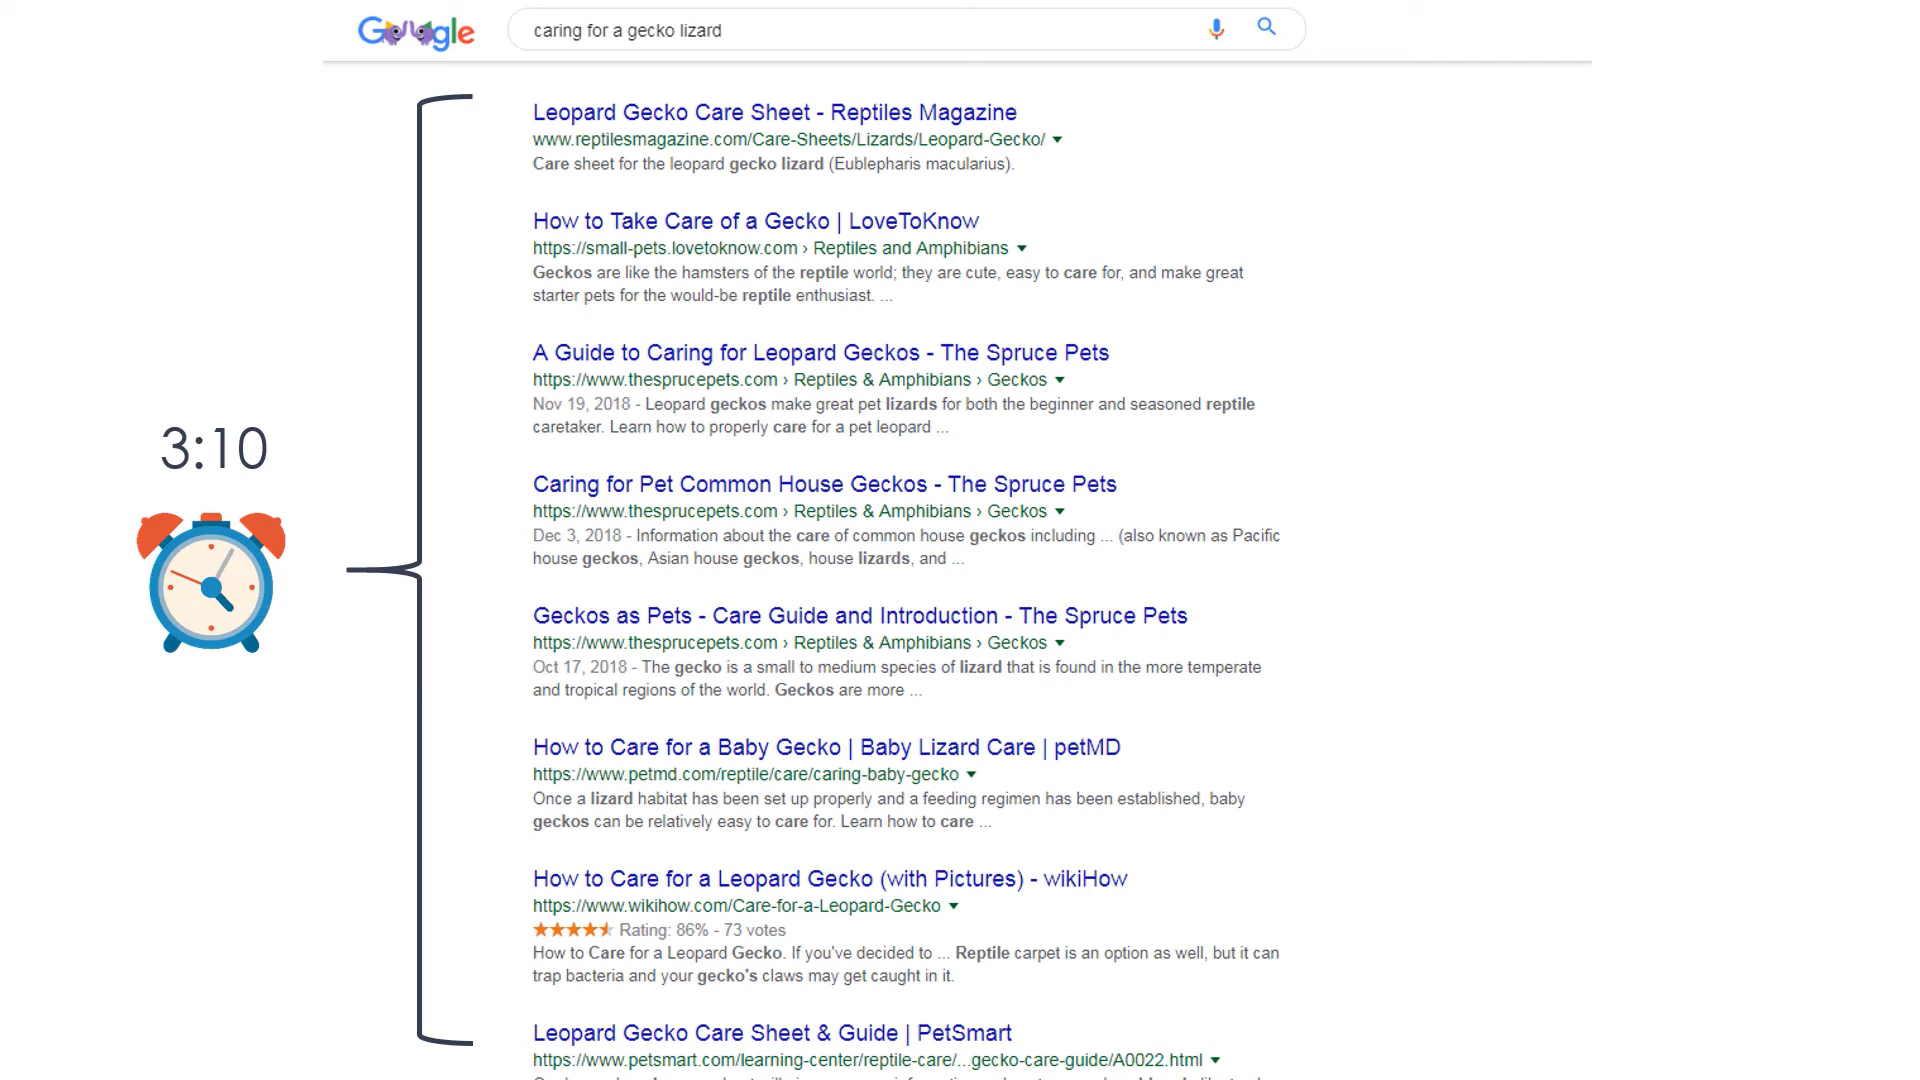 Google
caring for a gecko lizard
Leopard Gecko Care Sheet - Reptiles Magazine
www.reptilesmagazine.com/Care-Sheets/Lizards/Leopard-Gecko/
Care sheet for the leopard gecko lizard (Eublepharis macularius).
How to Take Care of a Gecko | LoveToKnow
https://small-pets.lovetoknow.com › Reptiles and Amphibians
Geckos are like the hamsters of the reptile world; they are cute, easy to care for, and make great
starter pets for the would-be reptile enthusiast. ...
A Guide to Caring for Leopard Geckos - The Spruce Pets
https://www.thesprucepets.com › Reptiles & Amphibians › Geckos
Nov 19, 2018 - Leopard geckos make great pet lizards for both the beginner and seasoned reptile
caretaker. Learn how to properly care for a pet leopard ...
3:10
Caring for Pet Common House Geckos - The Spruce Pets
https://www.thesprucepets.com › Reptiles & Amphibians › Geckos
Dec 3, 2018 - Information about the care of common house geckos including ... (also known as Pacific
house geckos, Asian house geckos, house lizards, and ...
Geckos as Pets - Care Guide and Introduction - The Spruce Pets
https://www.thesprucepets.com › Reptiles & Amphibians › Geckos
Oct 17, 2018 - The gecko is a small to medium species of lizard that is found in the more temperate
and tropical regions of the world. Geckos are more ...
How to Care for a Baby Gecko | Baby Lizard Care | petMD
https://www.petmd.com/reptile/care/caring-baby-gecko
Once a lizard habitat has been set up properly and a feeding regimen has been established, baby
geckos can be relatively easy to care for. Learn how to care ...
How to Care for a Leopard Gecko (with Pictures) - wikiHow
https://www.wikihow.com/Care-for-a-Leopard-Gecko
Rating: 86% - 73 votes
How to Care for a Leopard Gecko. If you've decided to ... Reptile carpet is an option as well, but it can
trap bacteria and your gecko's claws may get caught in it.
Leopard Gecko Care Sheet & Guide | PetSmart
https://www.petsmart.com/learning-center/reptile-care/...gecko-care-guide/A0022.html